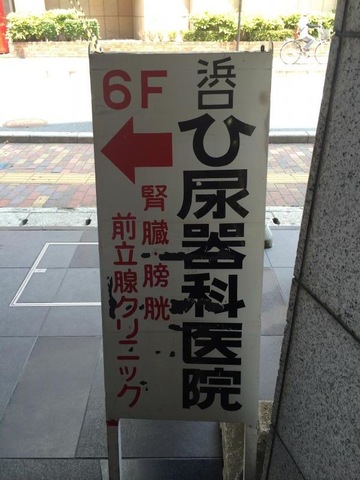 浜口
ひ尿器科医院
6F
腎臓・膀胱
前立腺クリニック